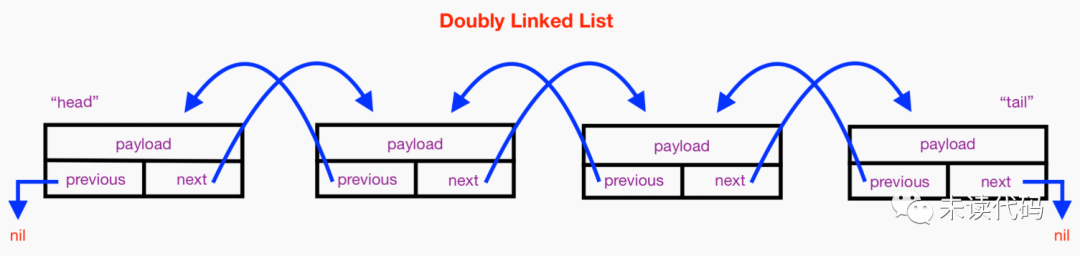 Doubly Linked List
“head”
“tail”
payload
payload
payload
payload
previous
next
previous
next
previous
next
previous
next
未读代码
nil
nil